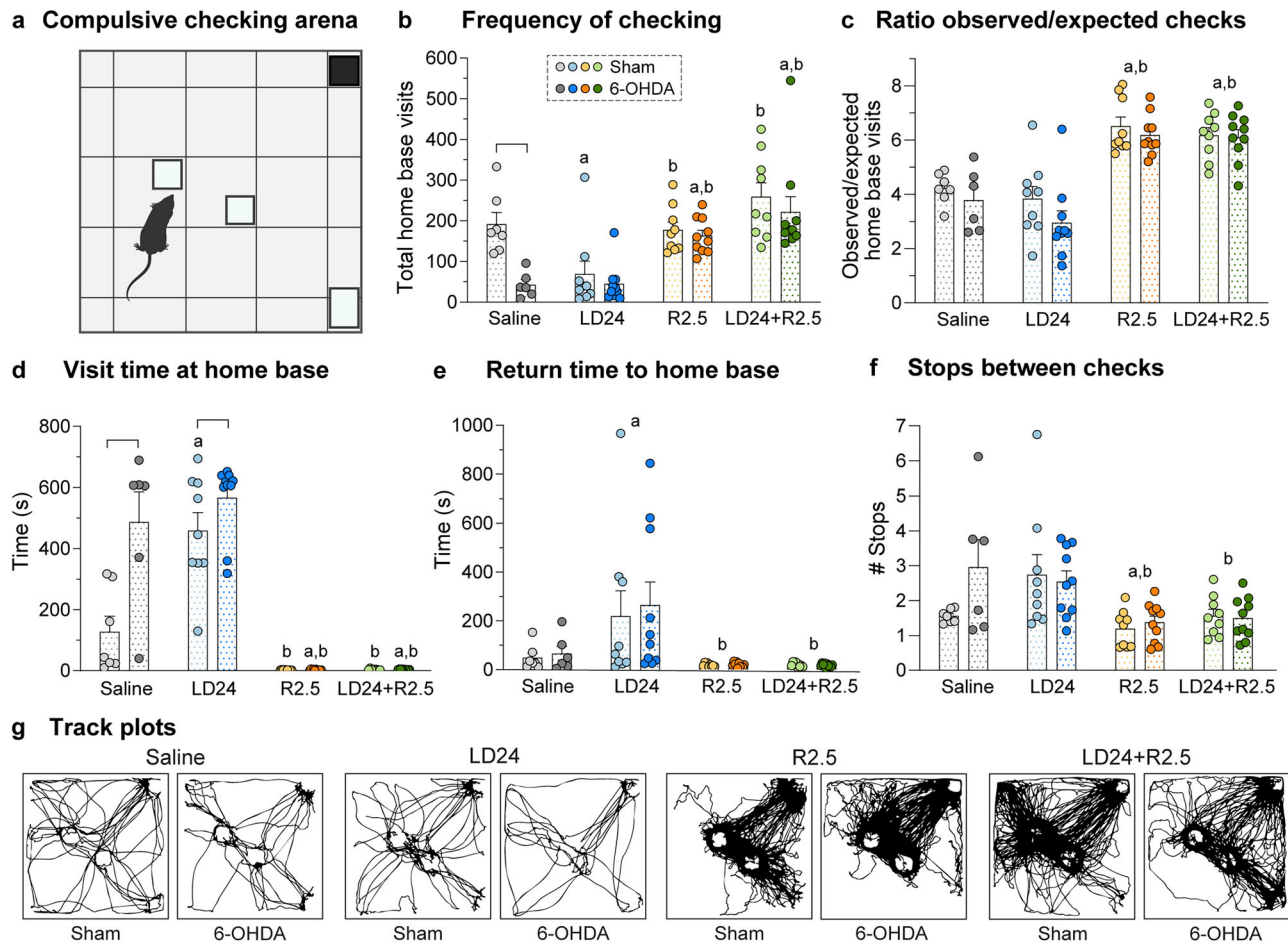 a Compulsive checking arena
b Frequency of checking
Total home base visits
600
500
400
300
200
100
0
Sham
6-OHDA
a
b
a,b
b
a,b
Saline LD24 R2.5 LD24+R2.5
c Ratio observed/expected checks
Observed/expected
home base visits
8
6
4
2
0
a,b
a,b
Saline LD24 R2.5 LD24+R2.5
d Visit time at home base
Time (s)
800
600
400
200
0
a
b
a,b
b
a,b
Saline LD24 R2.5 LD24+R2.5
e Return time to home base
Time (s)
1000
800
600
400
200
0
a
b
b
Saline LD24 R2.5 LD24+R2.5
f Stops between checks
# Stops
7
6
5
4
3
2
1
0
a,b
b
Saline LD24 R2.5 LD24+R2.5
g Track plots
Saline LD24 R2.5 LD24+R2.5
Sham 6-OHDA Sham 6-OHDA Sham 6-OHDA Sham 6-OHDA